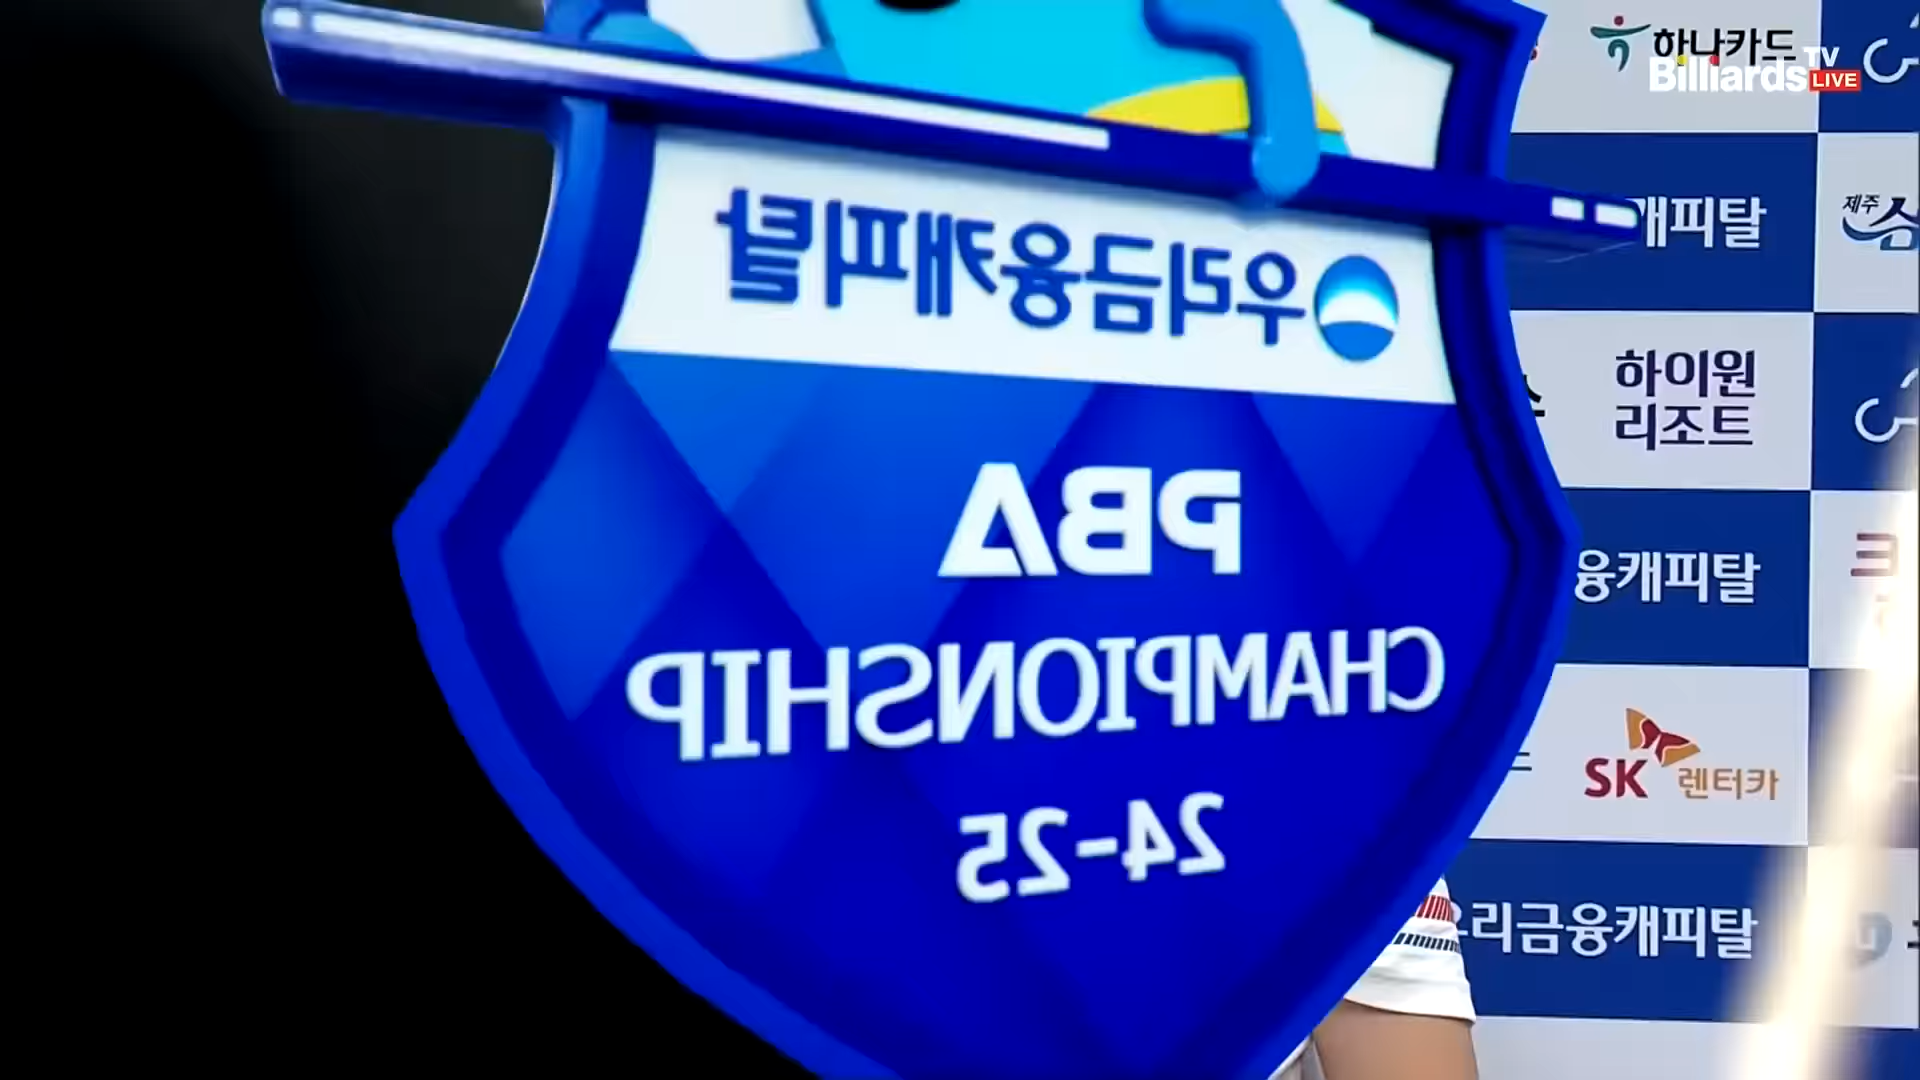 하나카드
Billiards TV
LIVE
캐피탈
제주
우리금융캐피탈
하이원
리조트
PBA
융캐피탈
CHAMPIONSHIP
SK 렌터카
24-25
우리금융캐피탈